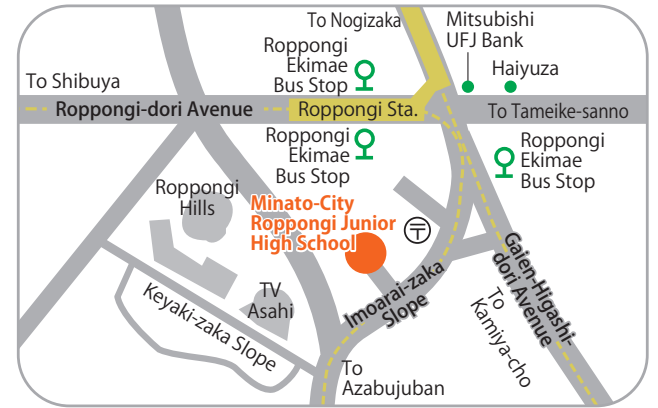 To Nogizaka
Mitsubishi
UFJ Bank
Roppongi
Ekimae
Bus Stop
Haiyuza
To Shibuya
Roppongi-dori Avenue
Roppongi Sta.
To Tameike-sanno
Roppongi
Ekimae
Bus Stop
Roppongi
Ekimae
Bus Stop
Roppongi
Hills
Minato-City
Roppongi Junior
High School
〒
Gaien-Higashi-
dori Avenue
Imoarai-zaka
Slope
TV
Asahi
Keyaki-zaka Slope
To
Kamiya-cho
To
Azabujuban